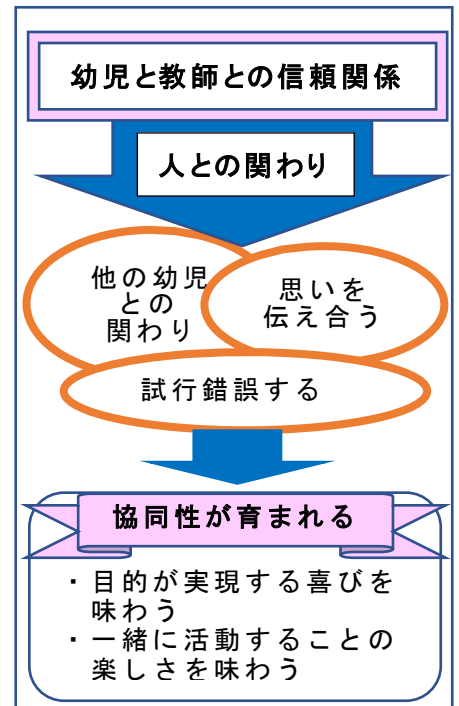 幼児と教師との信頼関係
人との関わり
他の幼児
との
関わり
思いを
伝え合う
試行錯誤する
協同性が育まれる
・目的が実現する喜びを
味わう
・一緒に活動することの
楽しさを味わう